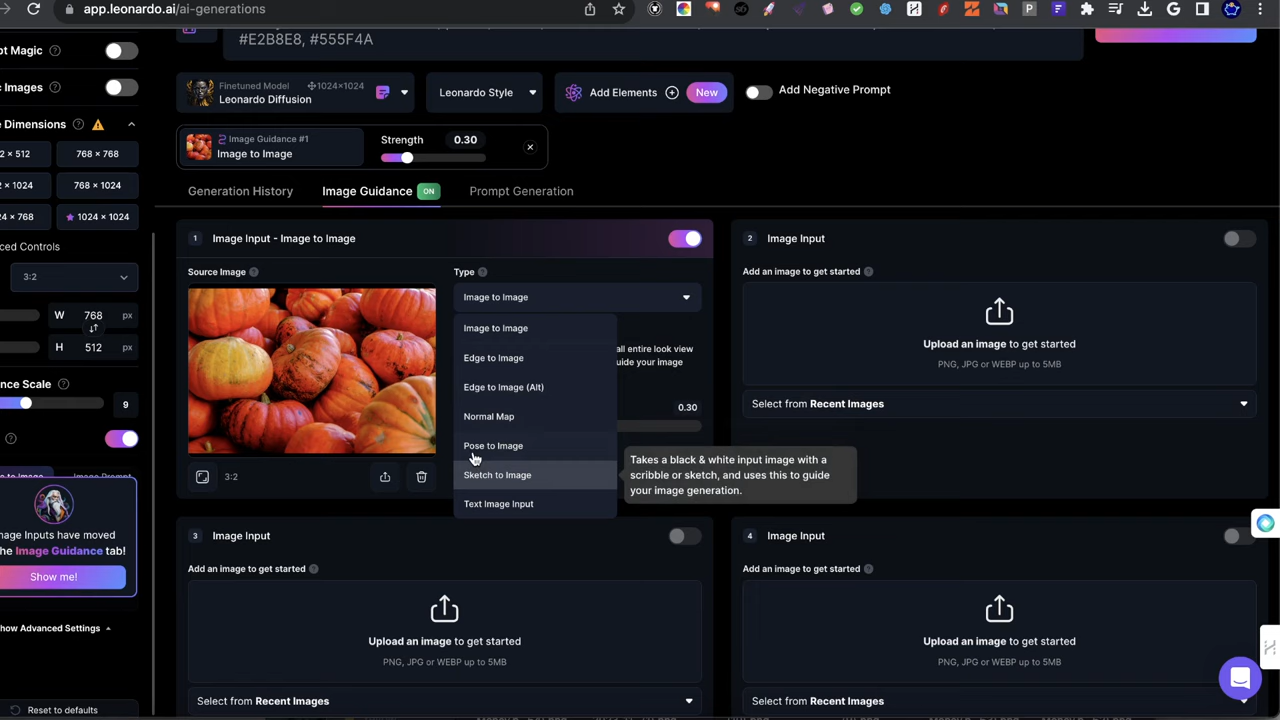 app.leonardo.ai/ai-generations
#E2B8E8, #555F4A
pt Magic
Finetuned Model 1024×1024
Leonardo Diffusion
Leonardo Style
Add Elements
New
Add Negative Prompt
c Images
e Dimensions
2 × 512
768 × 768
12 × 1024
768 × 1024
24 × 768
1024 × 1024
ced Controls
3:2
W 768 px
H 512 px
nce Scale
9
Image Guidance #1
Image to Image
Strength 0.30
Generation History
Image Guidance ON
Prompt Generation
1 Image Input - Image to Image
Source Image
Type
Image to Image
Image to Image
Edge to Image
Edge to Image (Alt)
Normal Map
Pose to Image
Sketch to Image
Text Image Input
all entire look view
uide your image
0.30
3:2
Takes a black & white input image with a
scribble or sketch, and uses this to guide
your image generation.
2 Image Input
Add an image to get started
Upload an image to get started
PNG, JPG or WEBP up to 5MB
Select from Recent Images
mage Prompt
mage Inputs have moved
the Image Guidance tab!
Show me!
how Advanced Settings
Reset to defaults
3 Image Input
Add an image to get started
Upload an image to get started
PNG, JPG or WEBP up to 5MB
Select from Recent Images
4 Image Input
Add an image to get started
Upload an image to get started
PNG, JPG or WEBP up to 5MB
Select from Recent Images